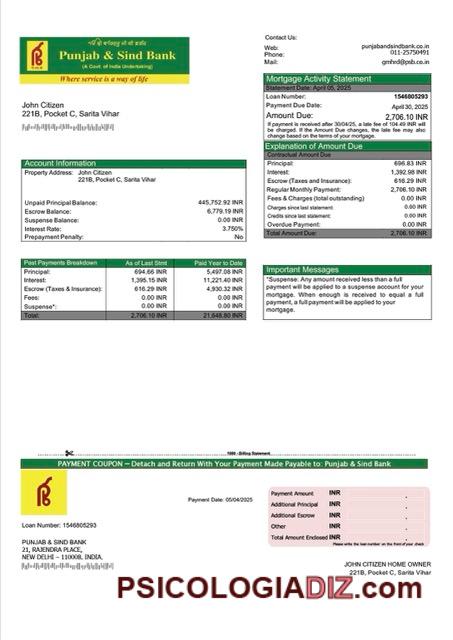 Punjab & Sind Bank
(A Govt. of India Undertaking)
Where service is a way of life
Contact Us:
Web: punjabandsindbank.co.in
Phone: 011-25750491
Mail: gmhrd@psb.co.in
John Citizen
221B, Pocket C, Sarita Vihar
Mortgage Activity Statement
Statement Date: April 05, 2025
Loan Number: 1546805293
Payment Due Date: April 30, 2025
Amount Due: 2,706.10 INR
If payment is received after 30/04/25, a late fee of 104.49 INR will
be charged. If the Amount Due changes, the late fee may also
change based on terms of your mortgage.
Explanation of Amount Due
Contractual Amount Due
Principal: 696.83 INR
Interest: 1,392.98 INR
Escrow (Taxes and Insurance): 616.29 INR
Regular Monthly Payment: 2,706.10 INR
Fees & Charges (total outstanding) 0.00 INR
Charges since last statement: 0.00 INR
Credits since last statement: 0.00 INR
Overdue Payment: 0.00 INR
Total Amount Due: 2,706.10 INR
Account Information
Property Address: John Citizen
221B, Pocket C, Sarita Vihar
Unpaid Principal Balance: 445,752.92 INR
Escrow Balance: 6,779.19 INR
Suspense Balance: 0.00 INR
Interest Rate: 3.750%
Prepayment Penalty: No
Past Payments Breakdown As of Last Stmt Paid Year to Date
Principal: 694.66 INR 5,497.08 INR
Interest: 1,395.15 INR 11,221.40 INR
Escrow (Taxes & Insurance): 616.29 INR 4,930.32 INR
Fees: 0.00 INR 0.00 INR
Suspense*: 0.00 INR 0.00 INR
Total: 2,706.10 INR 21,648.80 INR
Important Messages
*Suspense: Any amount received less than a full
payment will be applied to a suspense account for your
mortgage. When enough is received to equal a full
payment, a full payment will be applied to your
mortgage.
1098 - Billing Statement
PAYMENT COUPON – Detach and Return With Your Payment Made Payable to: Punjab & Sind Bank
Payment Date: 05/04/2025
Payment Amount INR .
Additional Principal INR .
Additional Escrow INR .
Other INR .
Total Amount Enclosed INR .
Please write the loan number on the front of your check
Loan Number: 1546805293
PUNJAB & SIND BANK
21, RAJENDRA PLACE,
NEW DELHI – 110008, INDIA.
JOHN CITIZEN HOME OWNER
221B, Pocket C, Sarita Vihar
PSICOLOGIADIZ.com